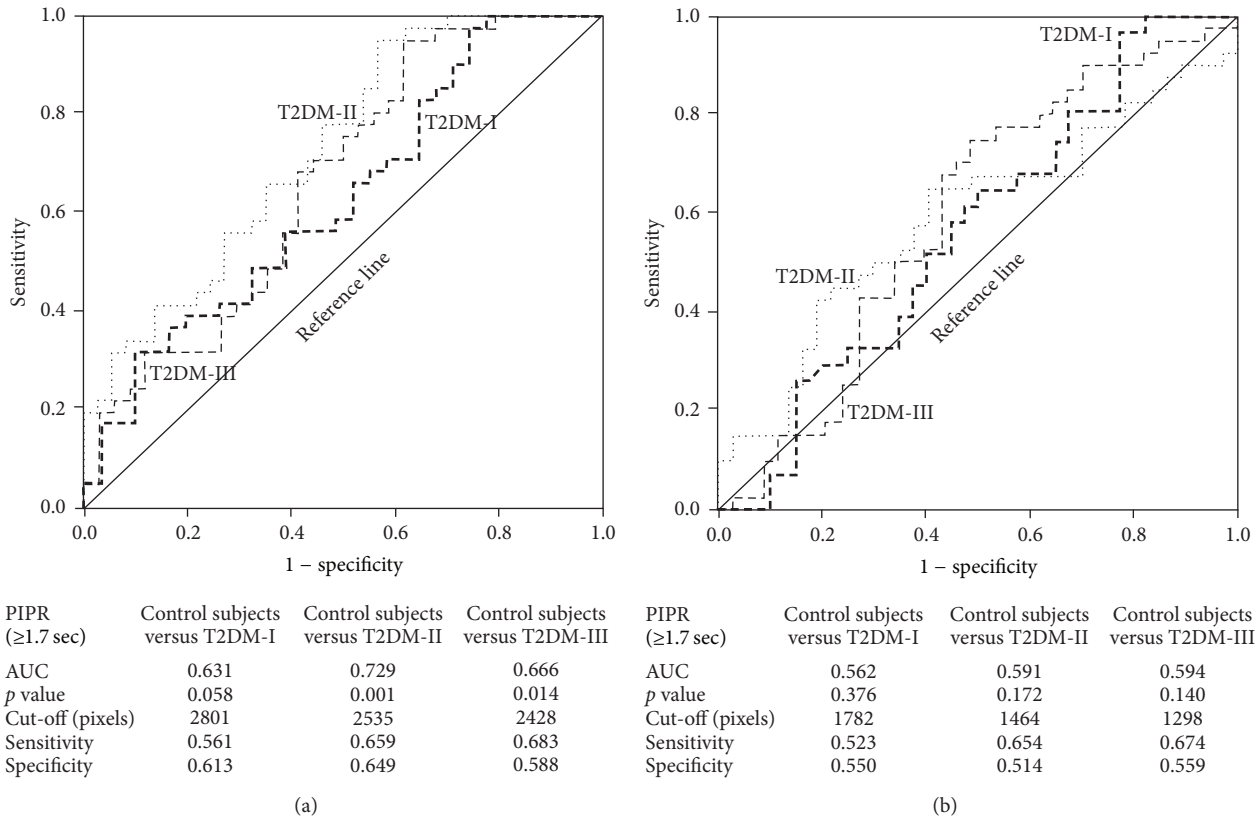 1.0
0.8
0.6
0.4
0.2
0.0
Sensitivity
T2DM-II
T2DM-I
T2DM-III
Reference line
0.0 0.2 0.4 0.6 0.8 1.0
1 − specificity
PIPR
(≥1.7 sec)
Control subjects
versus T2DM-I
Control subjects
versus T2DM-II
Control subjects
versus T2DM-III
AUC 0.631 0.729 0.666
p value 0.058 0.001 0.014
Cut-off (pixels) 2801 2535 2428
Sensitivity 0.561 0.659 0.683
Specificity 0.613 0.649 0.588
(a)
1.0
0.8
0.6
0.4
0.2
0.0
Sensitivity
T2DM-I
T2DM-II
T2DM-III
Reference line
0.0 0.2 0.4 0.6 0.8 1.0
1 − specificity
PIPR
(≥1.7 sec)
Control subjects
versus T2DM-I
Control subjects
versus T2DM-II
Control subjects
versus T2DM-III
AUC 0.562 0.591 0.594
p value 0.376 0.172 0.140
Cut-off (pixels) 1782 1464 1298
Sensitivity 0.523 0.654 0.674
Specificity 0.550 0.514 0.559
(b)